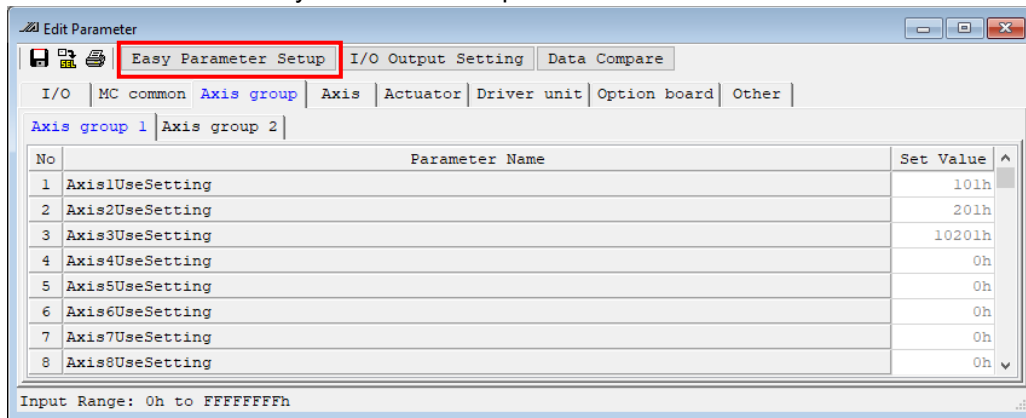 Edit Parameter
SEL Easy Parameter Setup I/O Output Setting Data Compare
I/O MC common Axis group Axis Actuator Driver unit Option board Other
Axis group 1 Axis group 2
No Parameter Name Set Value
1 Axis1UseSetting 101h
2 Axis2UseSetting 201h
3 Axis3UseSetting 10201h
4 Axis4UseSetting 0h
5 Axis5UseSetting 0h
6 Axis6UseSetting 0h
7 Axis7UseSetting 0h
8 Axis8UseSetting 0h
Input Range: 0h to FFFFFFFFh